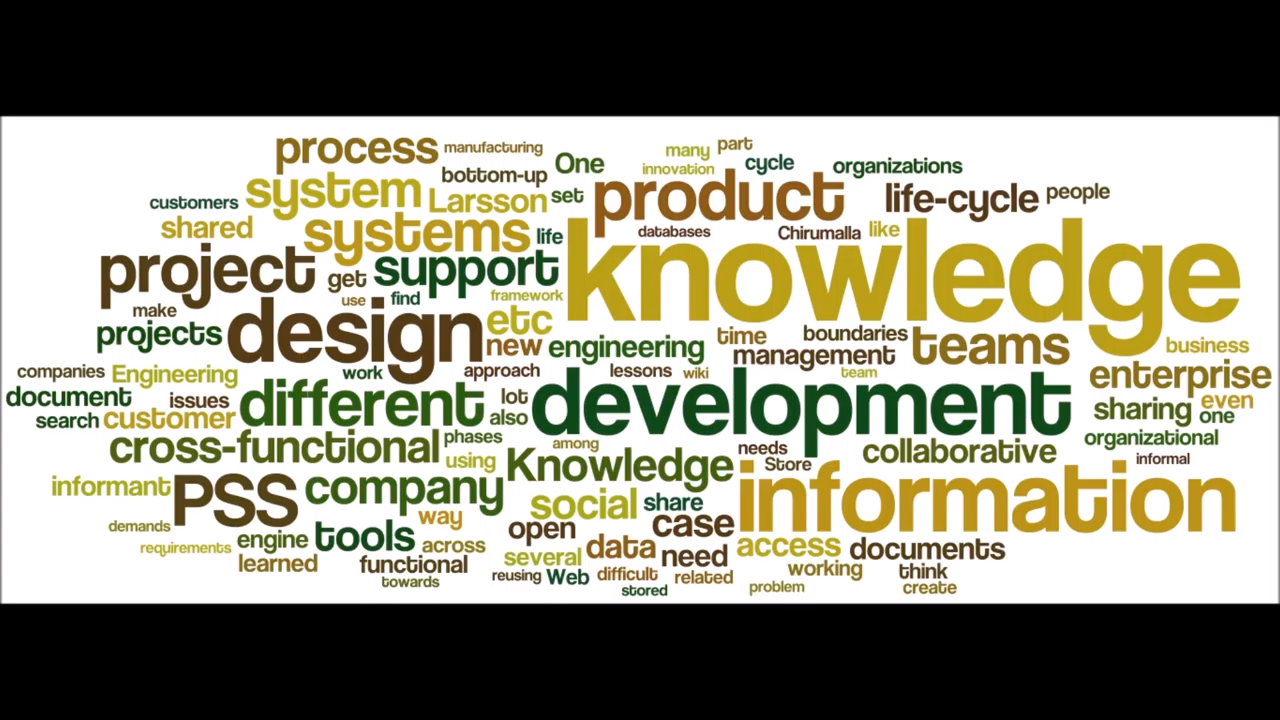 process manufacturing
bottom-up One many part
innovation cycle organizations
customers system Larsson set product life-cycle people
shared systems life databases Chirumalla like
project get support knowledge
use find framework
make
projects design etc time boundaries teams
new engineering management business
companies Engineering work approach lessons wiki team enterprise
document issues different lot development sharing even
search customer also one
cross-functional phases among needs collaborative organizational
using Knowledge Store informal
informant PSS company social share information
demands way open case
requirements engine tools across several data need access documents
learned functional working think
towards reusing Web difficult related
stored problem create